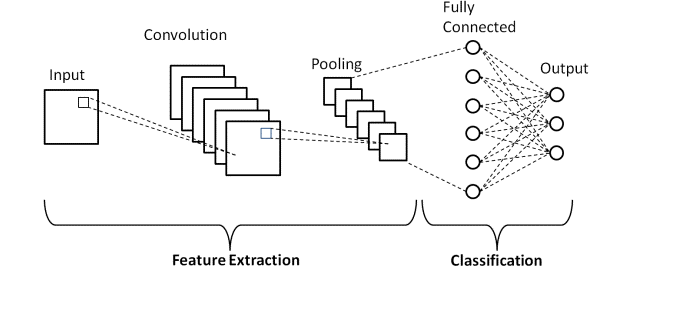 Fully
Connected
Convolution
Pooling
Output
Input
Feature Extraction
Classification